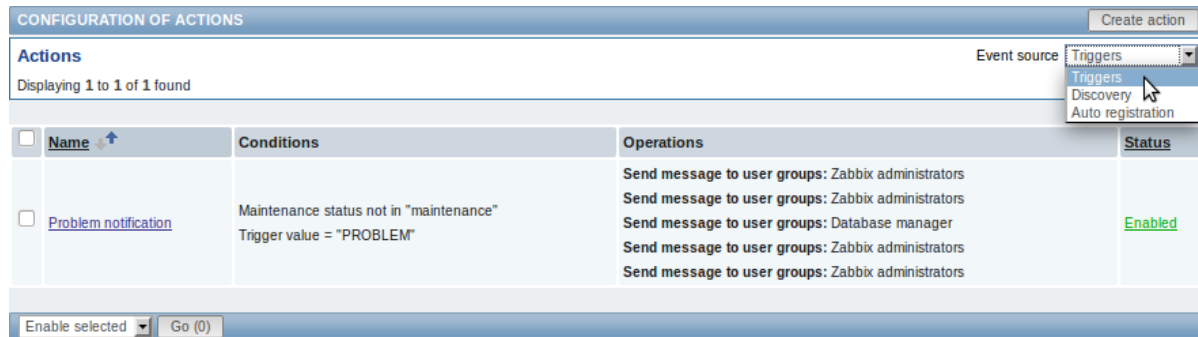 CONFIGURATION OF ACTIONS Create action
Actions Event source Triggers
Displaying 1 to 1 of 1 found
Triggers
Discovery
Auto registration
Name Conditions Operations Status
Send message to user groups: Zabbix administrators
Send message to user groups: Zabbix administrators
Problem notification Maintenance status not in "maintenance" Send message to user groups: Database manager Enabled
Trigger value = "PROBLEM"
Send message to user groups: Zabbix administrators
Send message to user groups: Zabbix administrators
Enable selected Go (0)